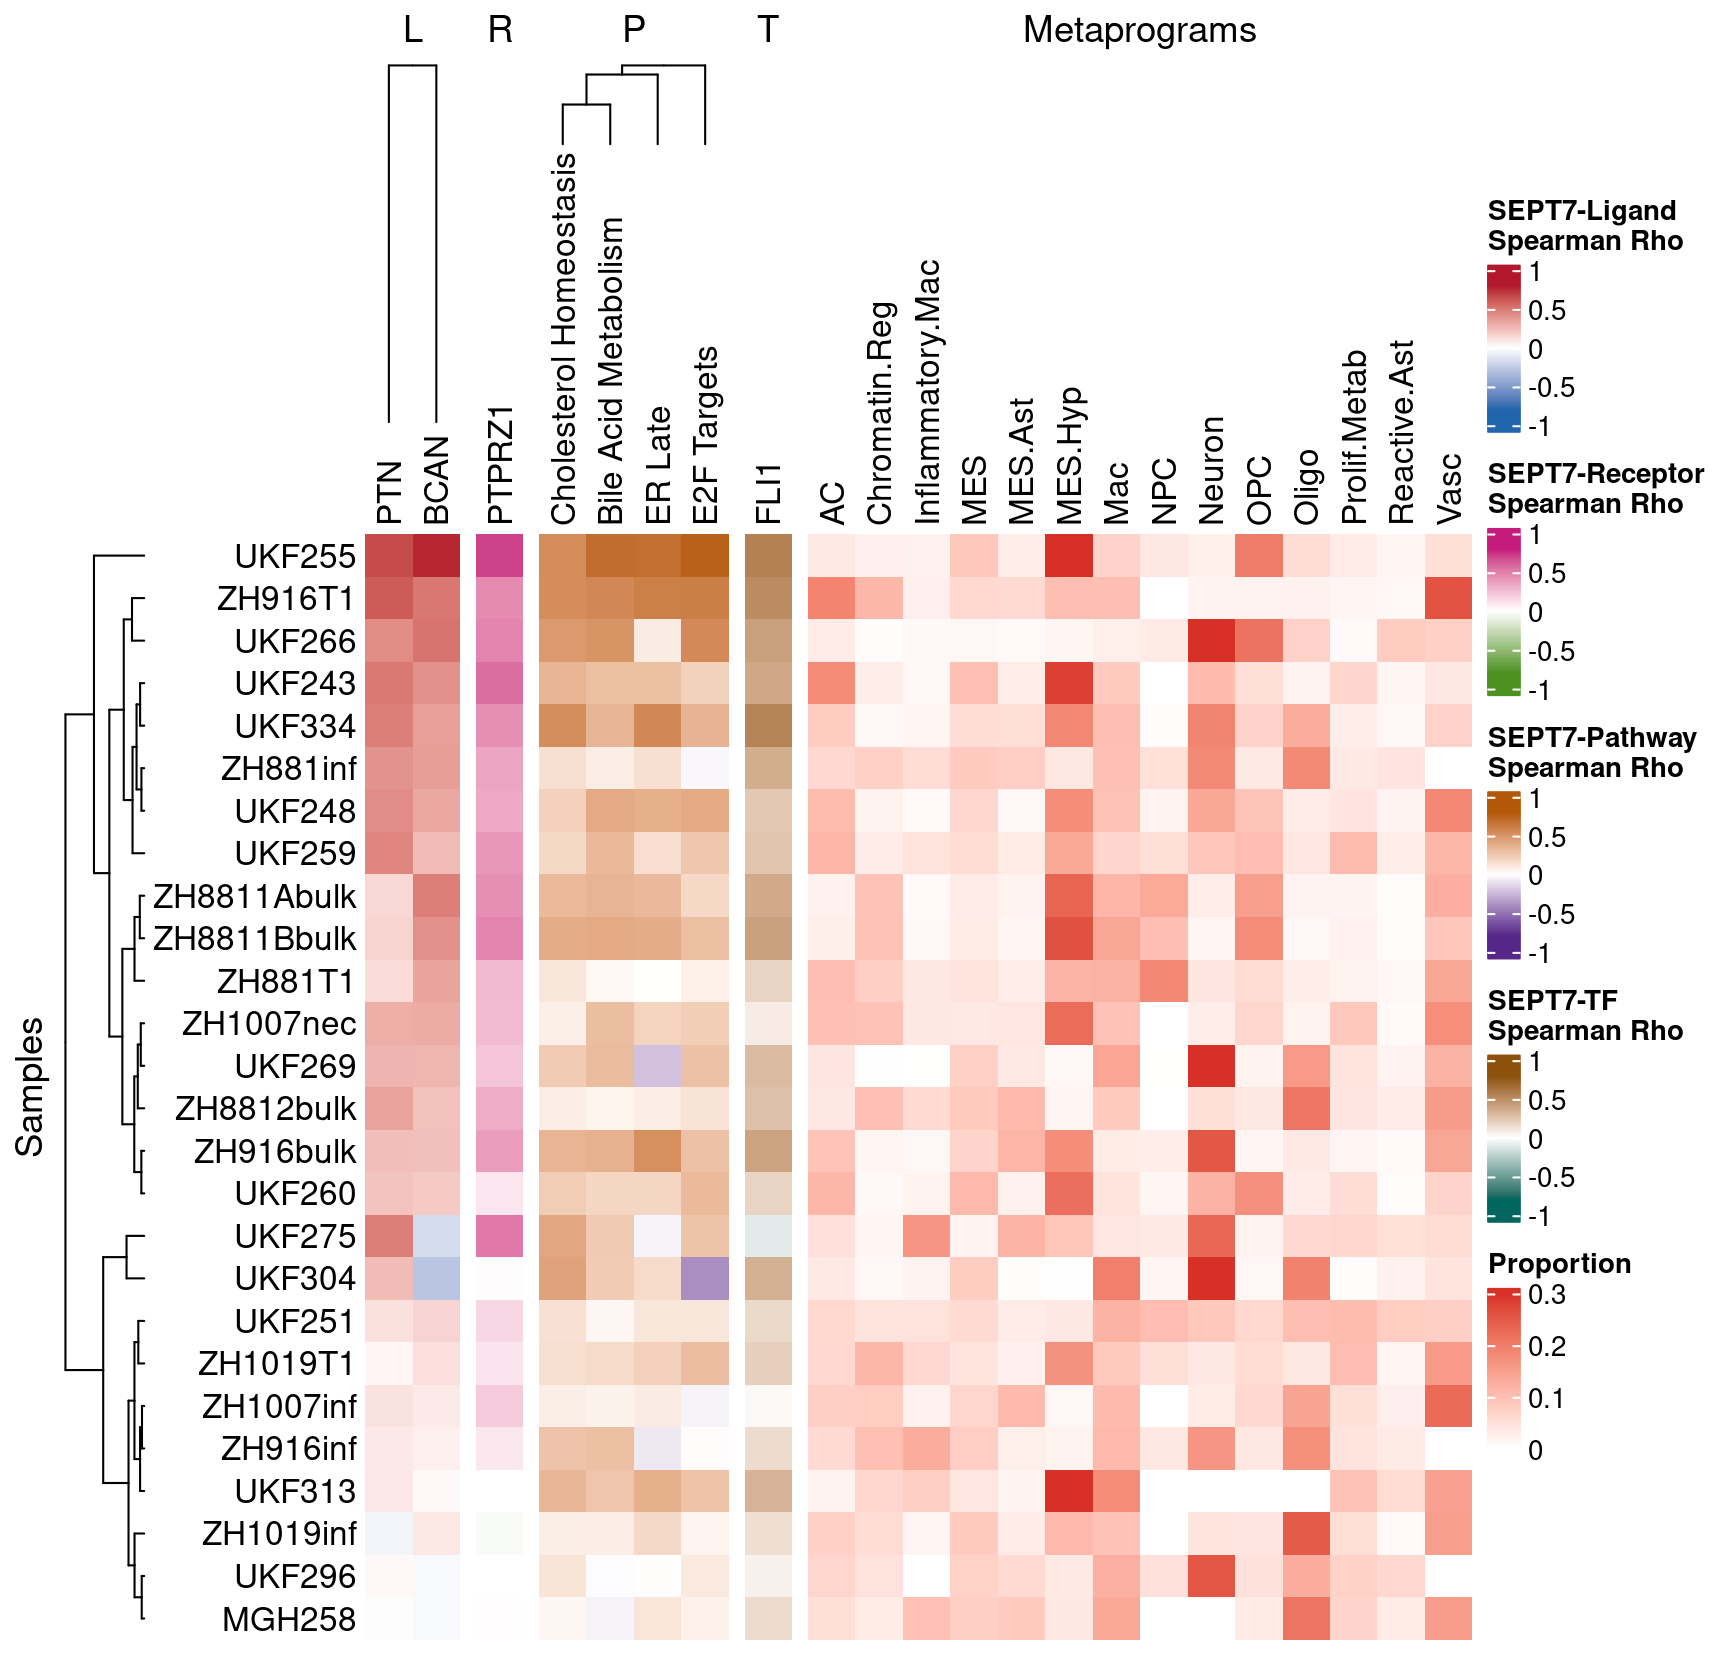 L R P T Metaprograms
PTN
BCAN
PTPRZ1
Cholesterol Homeostasis
Bile Acid Metabolism
ER Late
E2F Targets
FLI1
AC
Chromatin.Reg
Inflammatory.Mac
MES
MES.Ast
MES.Hyp
Mac
NPC
Neuron
OPC
Oligo
Prolif.Metab
Reactive.Ast
Vasc
Samples
UKF255
ZH916T1
UKF266
UKF243
UKF334
ZH881inf
UKF248
UKF259
ZH8811Abulk
ZH8811Bbulk
ZH881T1
ZH1007nec
UKF269
ZH8812bulk
ZH916bulk
UKF260
UKF275
UKF304
UKF251
ZH1019T1
ZH1007inf
ZH916inf
UKF313
ZH1019inf
UKF296
MGH258
SEPT7-Ligand
Spearman Rho
1
0.5
0
-0.5
-1
SEPT7-Receptor
Spearman Rho
1
0.5
0
-0.5
-1
SEPT7-Pathway
Spearman Rho
1
0.5
0
-0.5
-1
SEPT7-TF
Spearman Rho
1
0.5
0
-0.5
-1
Proportion
0.3
0.2
0.1
0